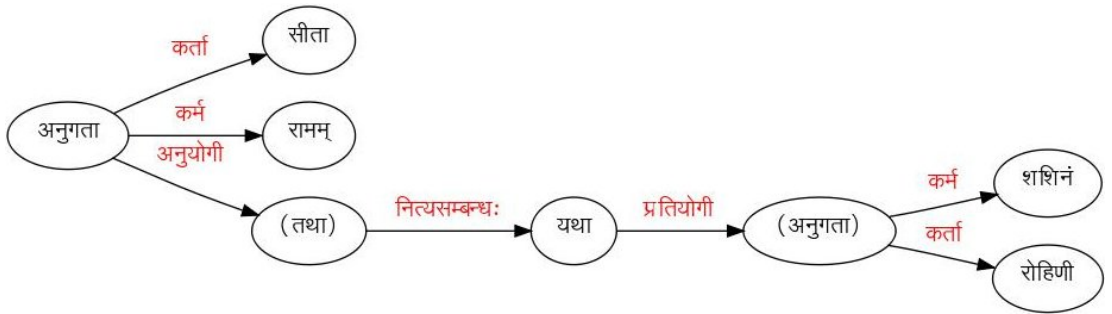 सीता
कर्ता
कर्म
अनुगता
रामम्
अनुयोगी
शशिनं
कर्म
(तथा)
नित्यसम्बन्धः
यथा
प्रतियोगी
(अनुगता)
कर्ता
रोहिणी